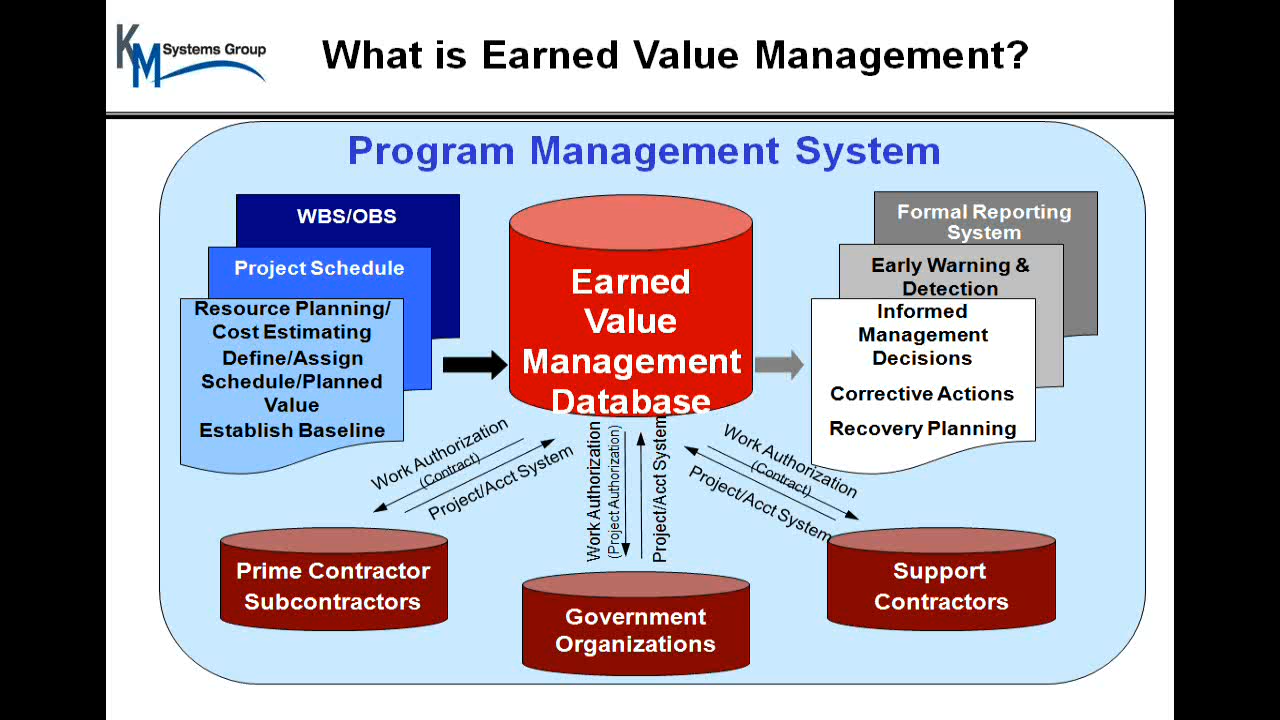 KM Systems Group
What is Earned Value Management?
Program Management System
WBS/OBS
Project Schedule
Resource Planning/
Cost Estimating
Define/Assign
Schedule/Planned
Value
Establish Baseline
Earned
Value
Management
Database
Formal Reporting
System
Early Warning &
Detection
Informed
Management
Decisions
Corrective Actions
Recovery Planning
Work Authorization
(Contract)
Project/Acct System
Work Authorization
(Project Authorization)
Project/Acct System
Work Authorization
(Contract)
Project/Acct System
Prime Contractor
Subcontractors
Government
Organizations
Support
Contractors